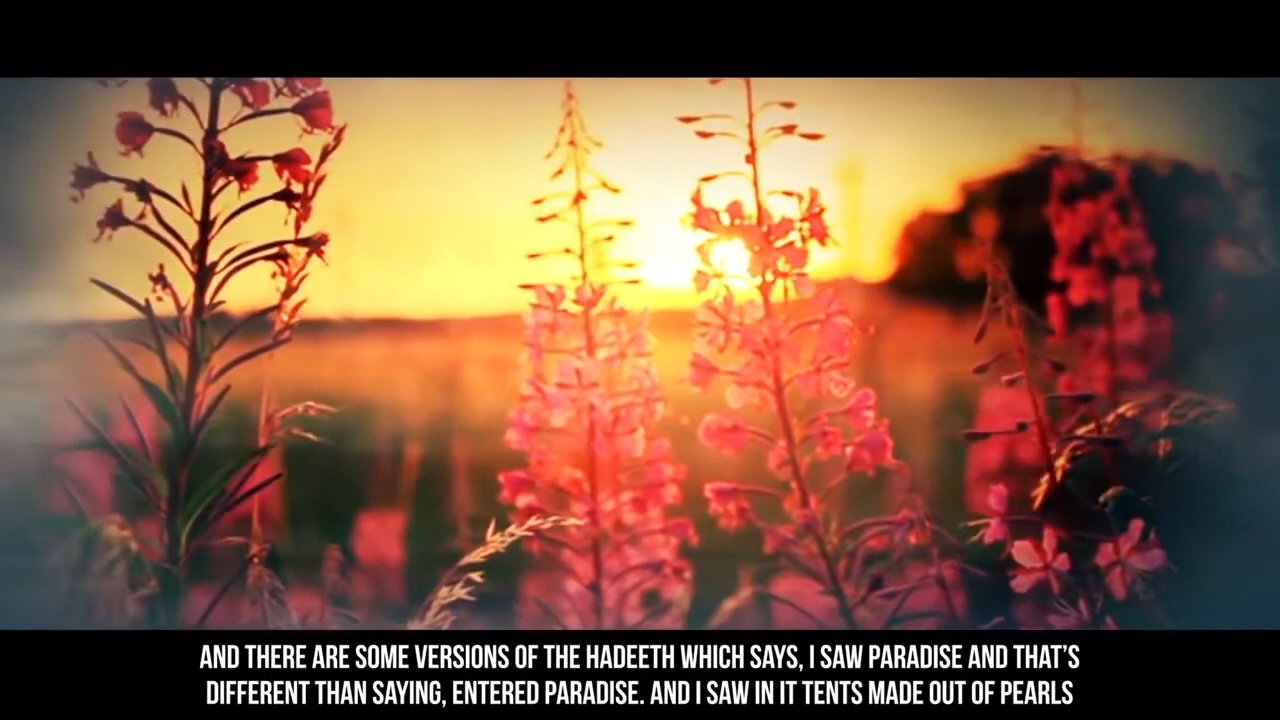 AND THERE ARE SOME VERSIONS OF THE HADEETH WHICH SAYS, I SAW PARADISE AND THAT'S
DIFFERENT THAN SAYING, ENTERED PARADISE. AND I SAW IN IT TENTS MADE OUT OF PEARLS